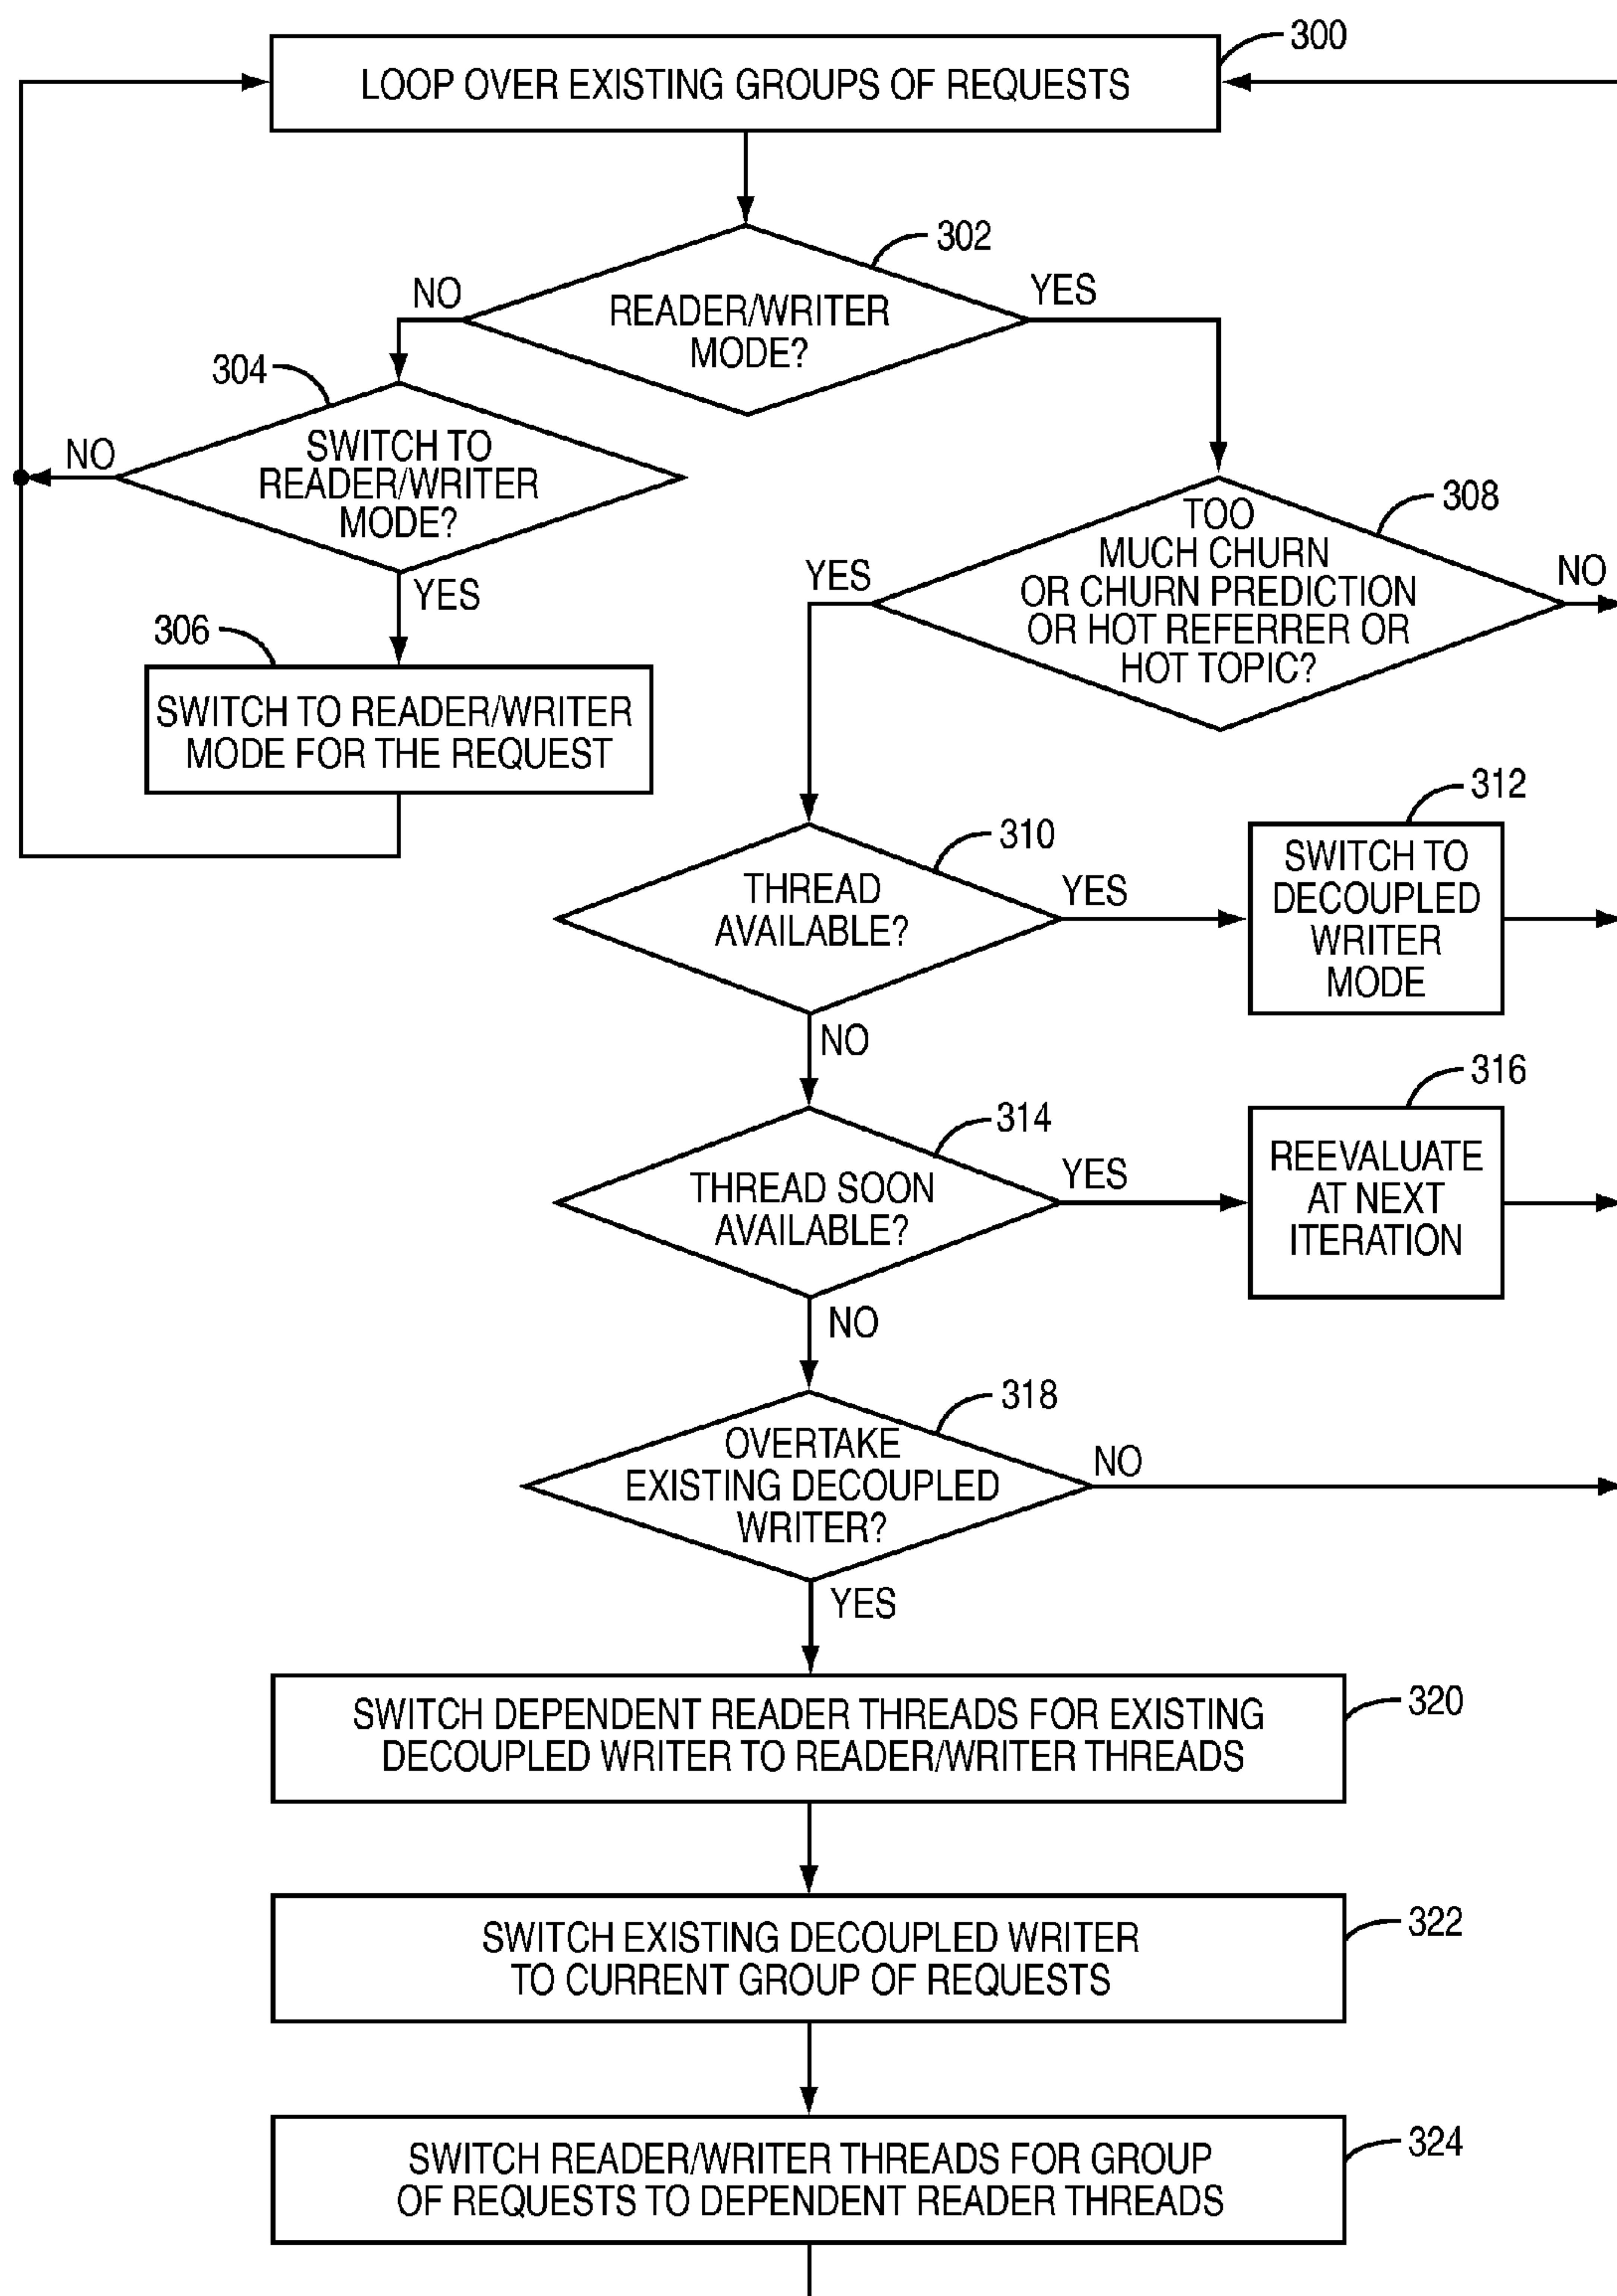 300
LOOP OVER EXISTING GROUPS OF REQUESTS
302
NO
READER/WRITER
MODE?
YES
304
NO
SWITCH TO
READER/WRITER
MODE?
YES
306
SWITCH TO READER/WRITER
MODE FOR THE REQUEST
308
YES
TOO
MUCH CHURN
OR CHURN PREDICTION
OR HOT REFERRER OR
HOT TOPIC?
NO
310
THREAD
AVAILABLE?
YES
312
SWITCH TO
DECOUPLED
WRITER
MODE
NO
314
THREAD SOON
AVAILABLE?
YES
316
REEVALUATE
AT NEXT
ITERATION
NO
318
OVERTAKE
EXISTING DECOUPLED
WRITER?
NO
YES
SWITCH DEPENDENT READER THREADS FOR EXISTING
DECOUPLED WRITER TO READER/WRITER THREADS
320
SWITCH EXISTING DECOUPLED WRITER
TO CURRENT GROUP OF REQUESTS
322
SWITCH READER/WRITER THREADS FOR GROUP
OF REQUESTS TO DEPENDENT READER THREADS
324